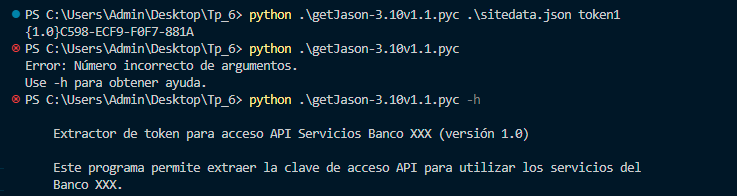 PS C:\Users\Admin\Desktop\Tp_6> python .\getJason-3.10v1.1.pyc .\sitedata.json token1
{1.0}C598-ECF9-F0F7-881A
PS C:\Users\Admin\Desktop\Tp_6> python .\getJason-3.10v1.1.pyc
Error: Número incorrecto de argumentos.
Use -h para obtener ayuda.
PS C:\Users\Admin\Desktop\Tp_6> python .\getJason-3.10v1.1.pyc -h
Extractor de token para acceso API Servicios Banco XXX (versión 1.0)
Este programa permite extraer la clave de acceso API para utilizar los servicios del
Banco XXX.